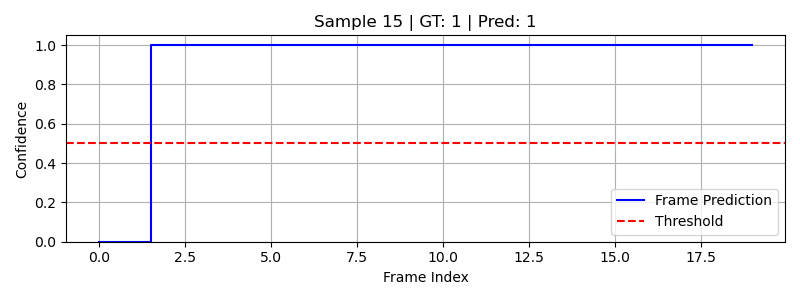 Sample 15 | GT: 1 | Pred: 1
Confidence
1.0
0.8
0.6
0.4
0.2
0.0
Frame Prediction
Threshold
0.0 2.5 5.0 7.5 10.0 12.5 15.0 17.5
Frame Index